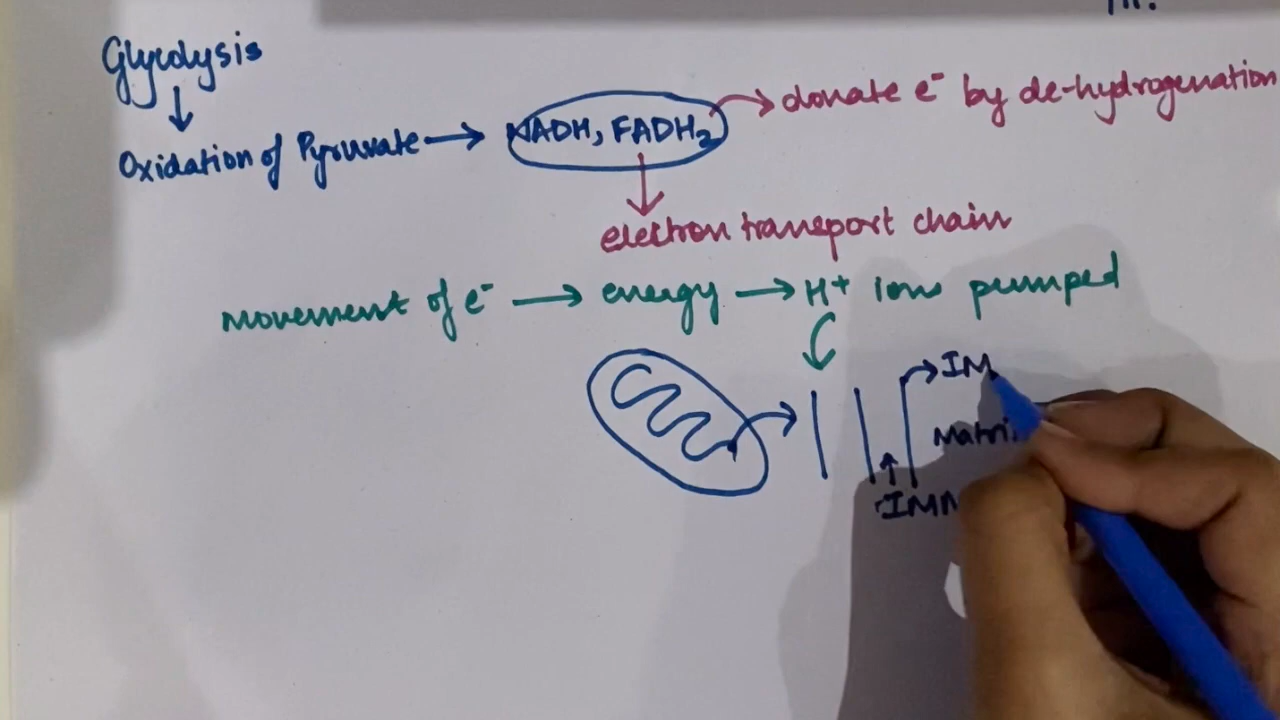 Glycolysis
↓
Oxidation of Pyruvate → NADH, FADH₂ → donate e⁻ by de-hydrogenation
↓
electron transport chain
movement of e⁻ → energy → H⁺ ions pumped
IM